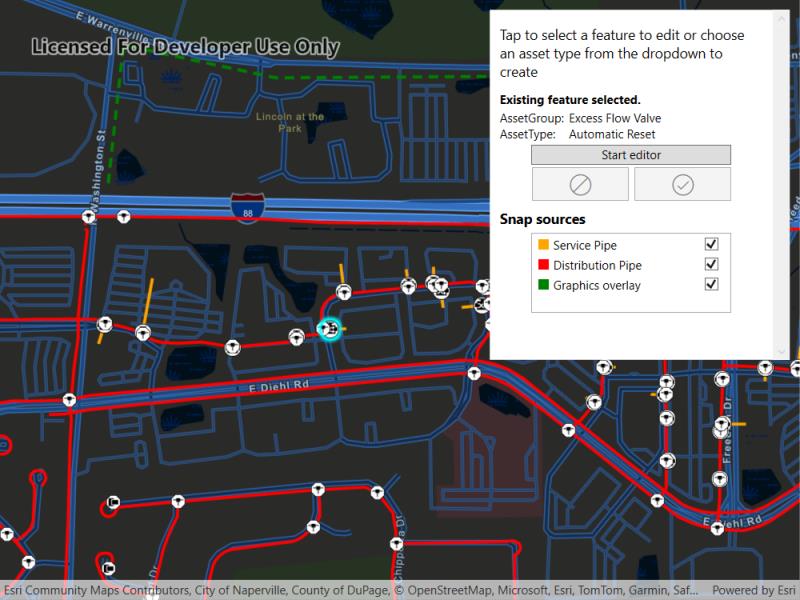 E Warrenville
Licensed For Developer Use Only
Lincoln at the
Park
N Washington St
88
E Diehl Rd
Chippewa Dr
Dr
Freedom Dr
E Diehl Rd
Tap to select a feature to edit or choose
an asset type from the dropdown to
create
Existing feature selected.
AssetGroup: Excess Flow Valve
AssetType: Automatic Reset
Start editor
Snap sources
Service Pipe
Distribution Pipe
Graphics overlay
Esri Community Maps Contributors, City of Naperville, County of DuPage, © OpenStreetMap, Microsoft, Esri, TomTom, Garmin, Saf... Powered by Esri